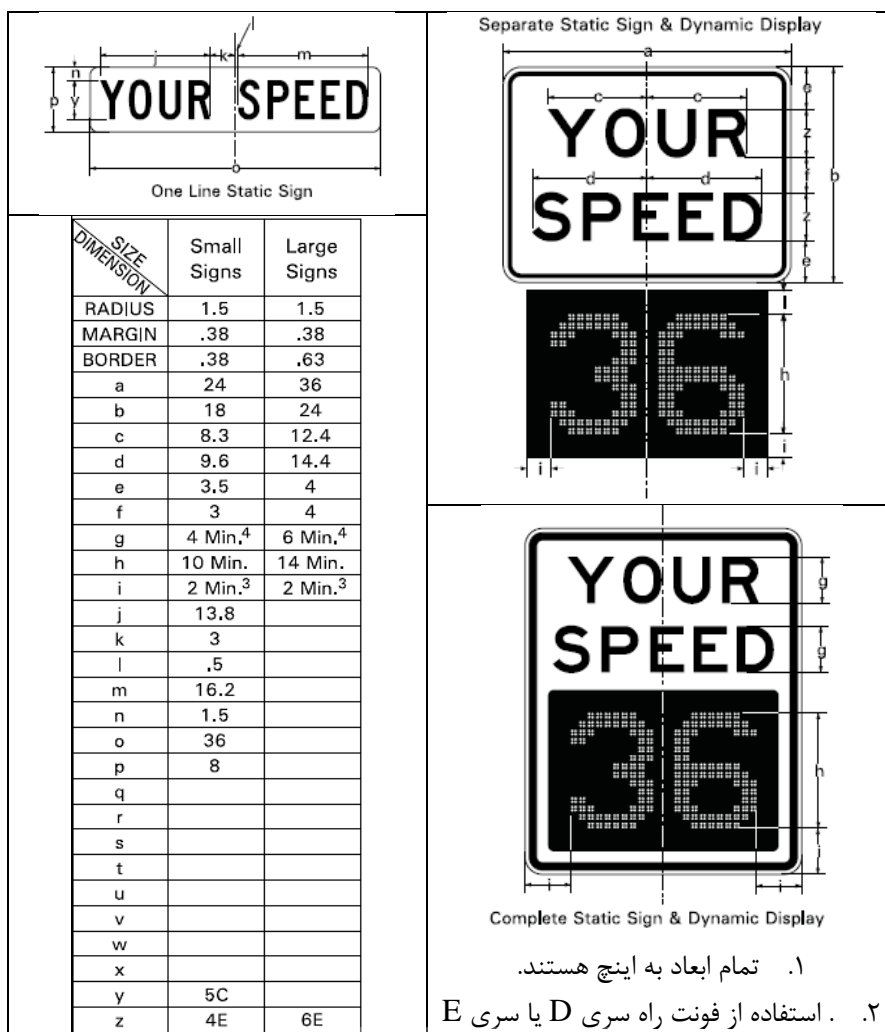 l
j k m
n
p y
YOUR SPEED
o
One Line Static Sign
SIZE DIMENSION Small Signs Large Signs
RADIUS 1.5 1.5
MARGIN .38 .38
BORDER .38 .63
a 24 36
b 18 24
c 8.3 12.4
d 9.6 14.4
e 3.5 4
f 3 4
g 4 Min.4 6 Min.4
h 10 Min. 14 Min.
i 2 Min.3 2 Min.3
j 13.8
k 3
l .5
m 16.2
n 1.5
o 36
p 8
q
r
s
t
u
v
w
x
y 5C
z 4E 6E
Separate Static Sign & Dynamic Display
a
c c e
YOUR z
d d f b
SPEED z
e
i
36 h
i
i i
YOUR g
SPEED g
36 h
i
i i
Complete Static Sign & Dynamic Display
۱. تمام ابعاد به اینچ هستند.
۲. . استفاده از فونت راه سری D یا سری E